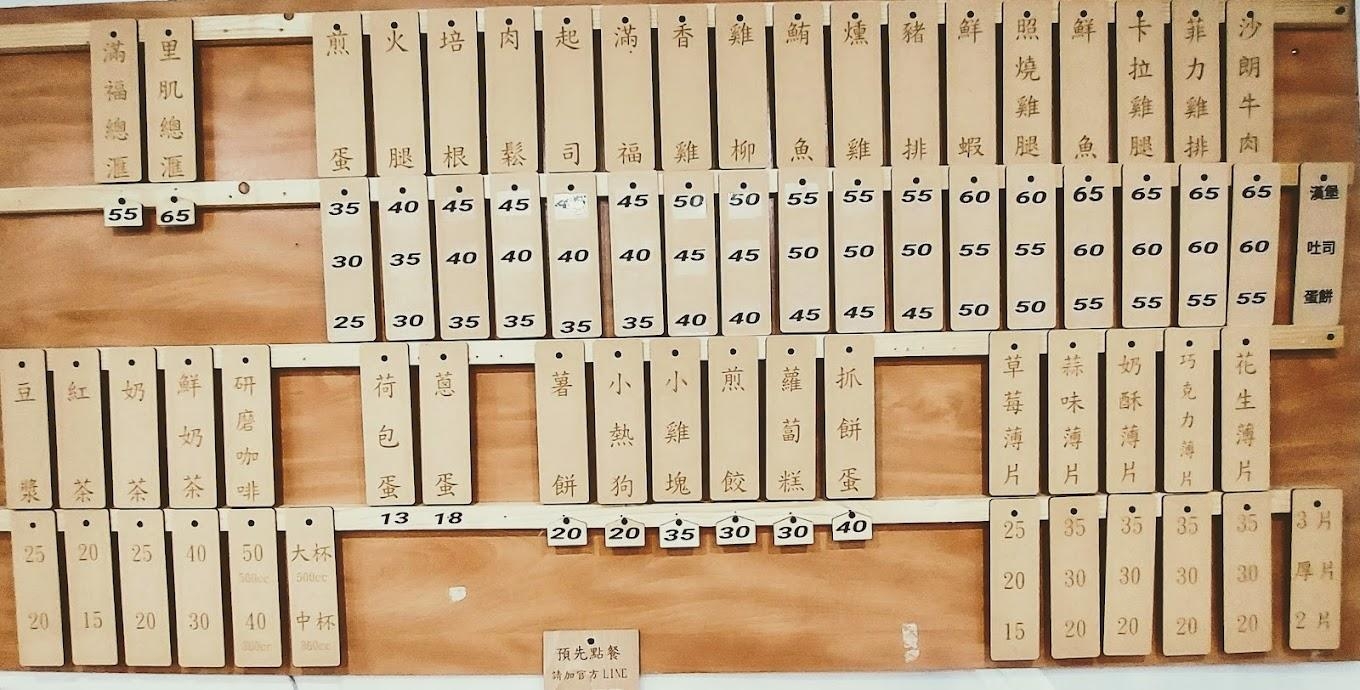 滿福總滙
里肌總滙
煎蛋
火腿
培根
肉鬆
起司
滿福
香雞
雞柳
鮪魚
燻雞
豬排
鮮蝦
照燒雞腿
鮮魚
卡拉雞腿
菲力雞排
沙朗牛肉
55 65
35 40 45 45 45 50 50 55 55 55 60 60 65 65 65 65 漢堡
30 35 40 40 40 40 45 45 50 50 50 55 55 60 60 60 60 吐司
25 30 35 35 35 35 40 40 45 45 45 50 50 55 55 55 55 蛋餅
豆漿
紅茶
奶茶
鮮奶茶
研磨咖啡
荷包蛋
蔥蛋
薯餅
小熱狗
小雞塊
煎餃
蘿蔔糕
抓餅蛋
草莓薄片
蒜味薄片
奶酥薄片
巧克力薄片
花生薄片
13 18
20 20 35 30 30 40
25 20 25 40 50 大杯
500cc 500cc
20 15 20 30 40 中杯
360cc 360cc
25 35 35 35 35 3片
20 30 30 30 30 厚片
15 20 20 20 20 2片
預先點餐
請加官方LINE